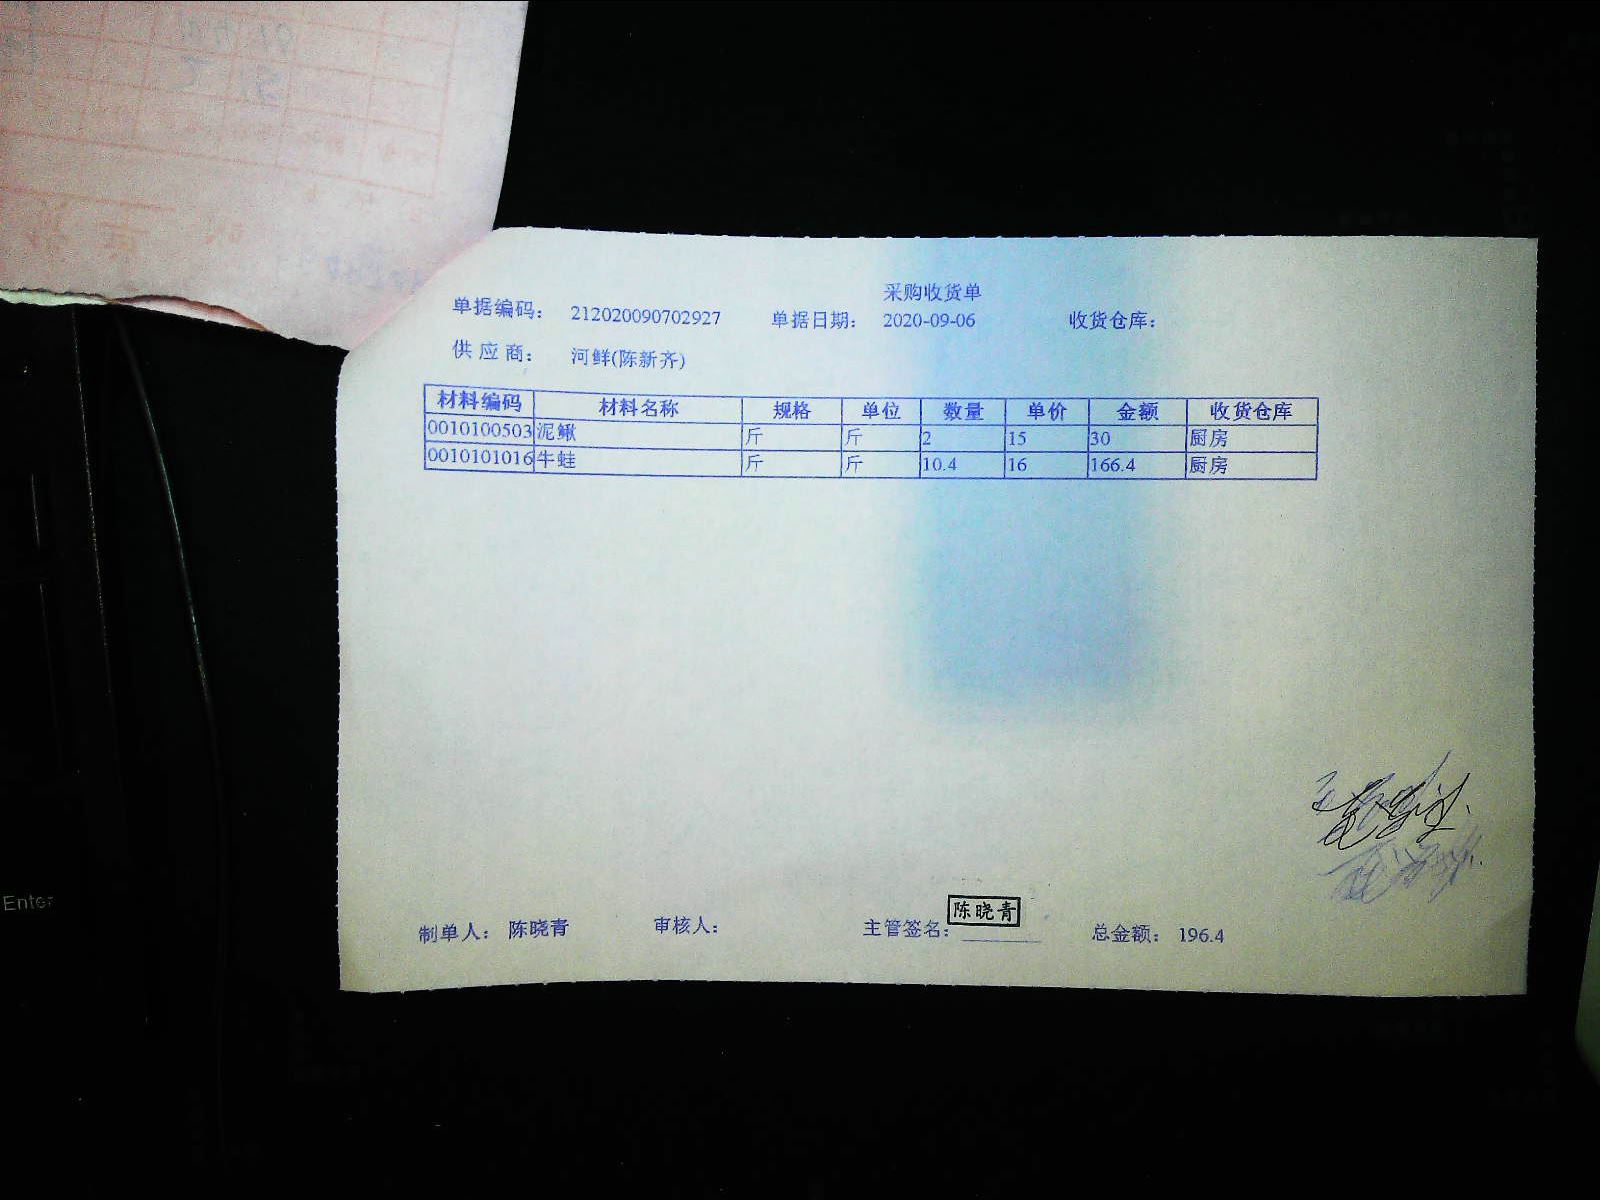 采购收货单
单据编码： 212020090702927 单据日期： 2020-09-06 收货仓库：
供应商： 河鲜(陈新齐)
材料编码 材料名称 规格 单位 数量 单价 金额 收货仓库
0010100503 泥鳅 斤 斤 2 15 30 厨房
0010101016 牛蛙 斤 斤 10.4 16 166.4 厨房
制单人： 陈晓青 审核人： 主管签名： 陈晓青 总金额： 196.4
Enter